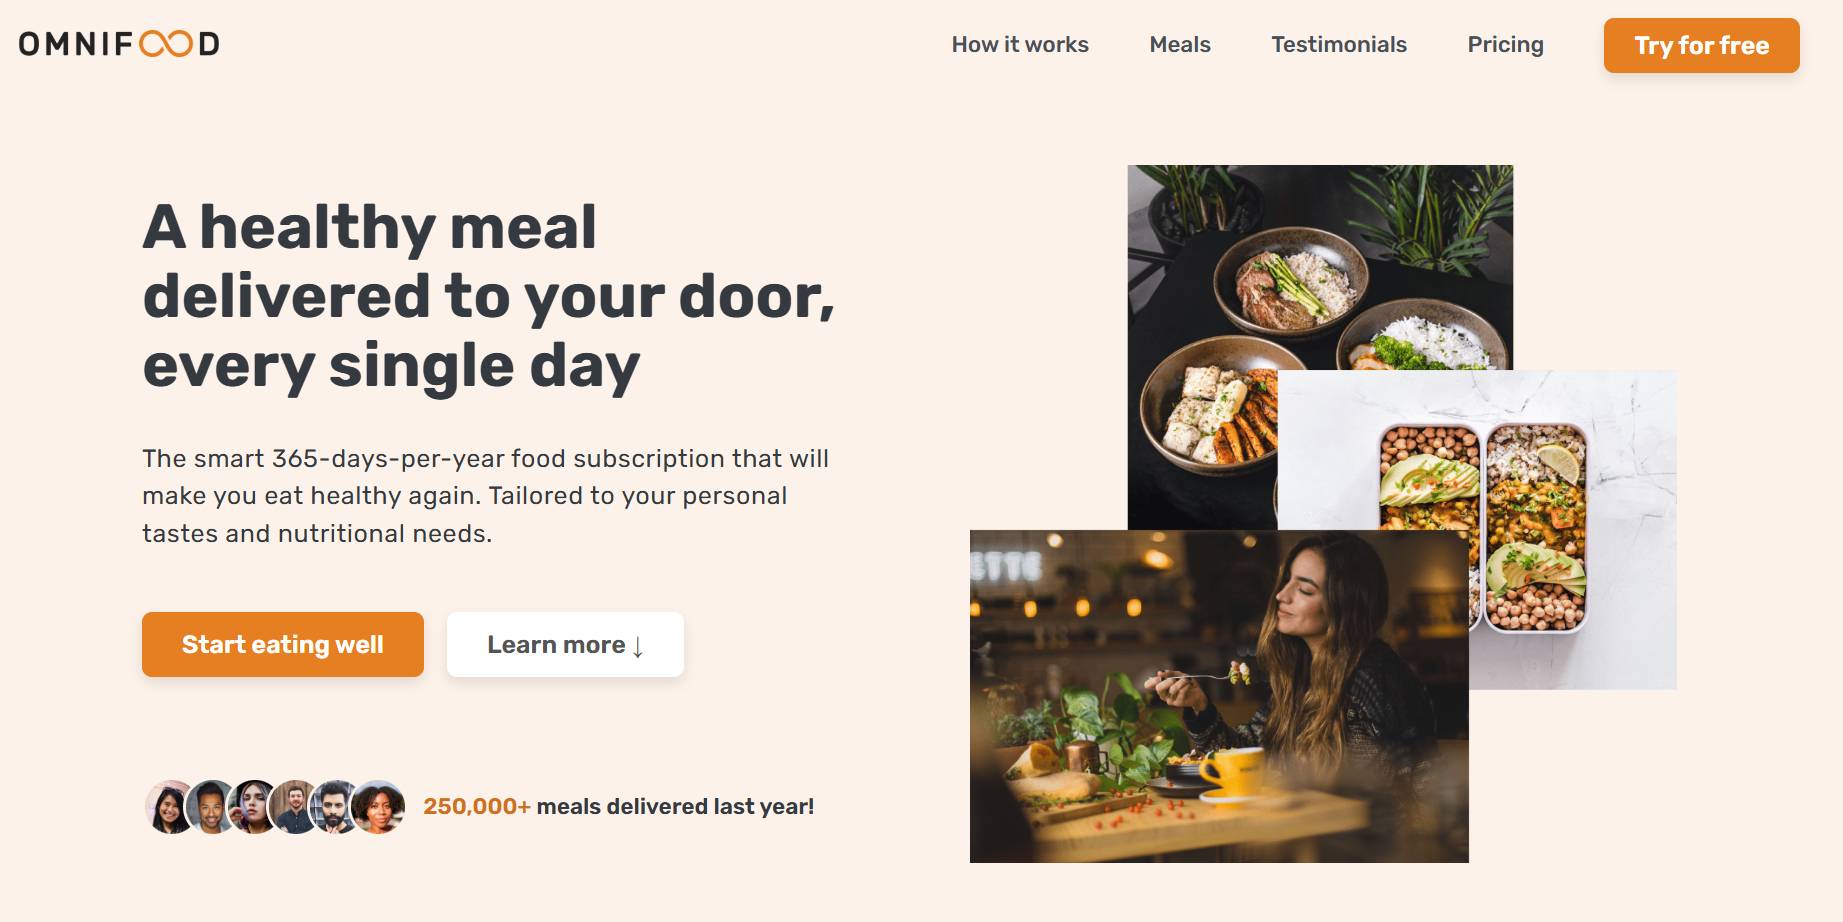 OMNIFOOD
How it works
Meals
Testimonials
Pricing
Try for free
A healthy meal
delivered to your door,
every single day
The smart 365-days-per-year food subscription that will
make you eat healthy again. Tailored to your personal
tastes and nutritional needs.
Start eating well
Learn more ↓
ETTE
250,000+ meals delivered last year!